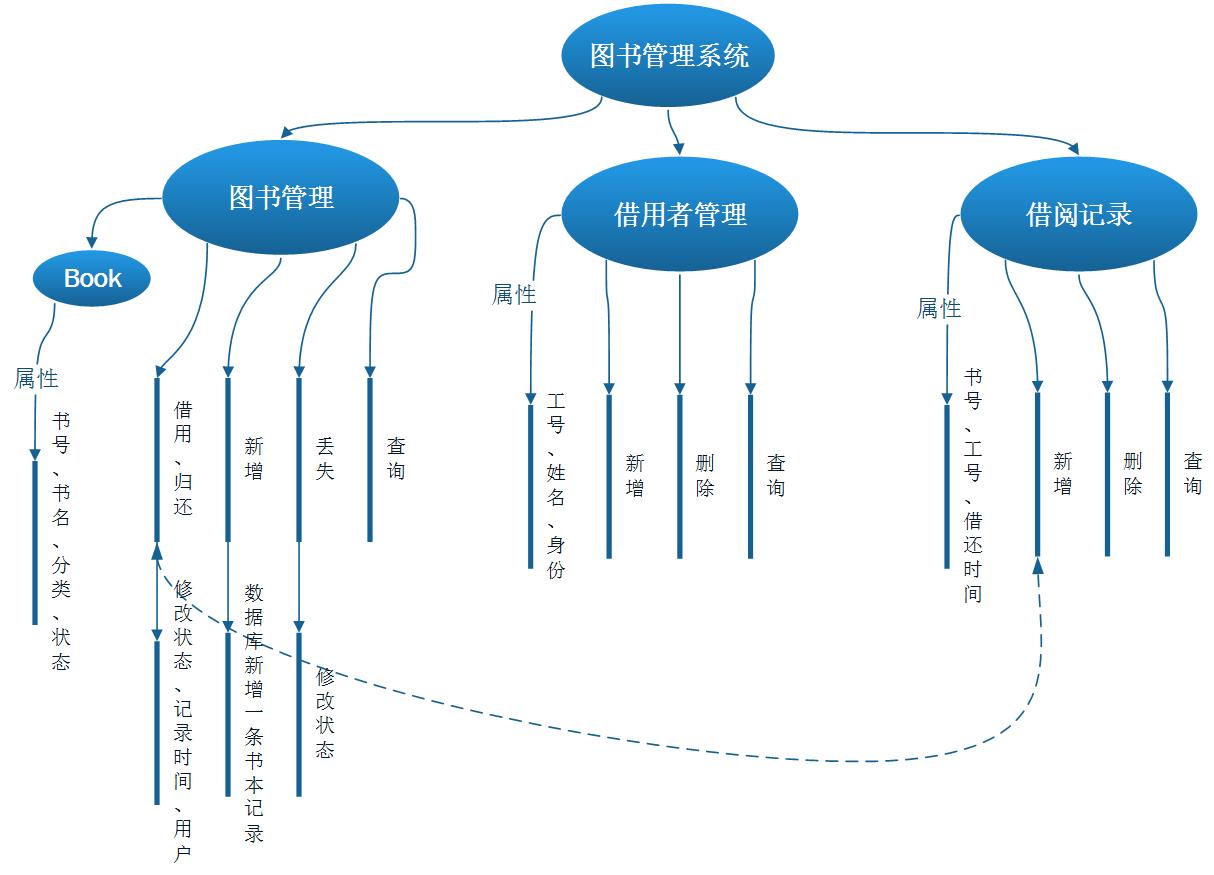 图书管理系统
图书管理
借用者管理
借阅记录
Book
属性
属性
属性
书号、书名、分类、状态
借用、归还
新增
丢失
查询
工号、姓名、身份
新增
删除
查询
书号、工号、借还时间
新增
删除
查询
修改状态、记录时间、用户
数据库新增一条书本记录
修改状态